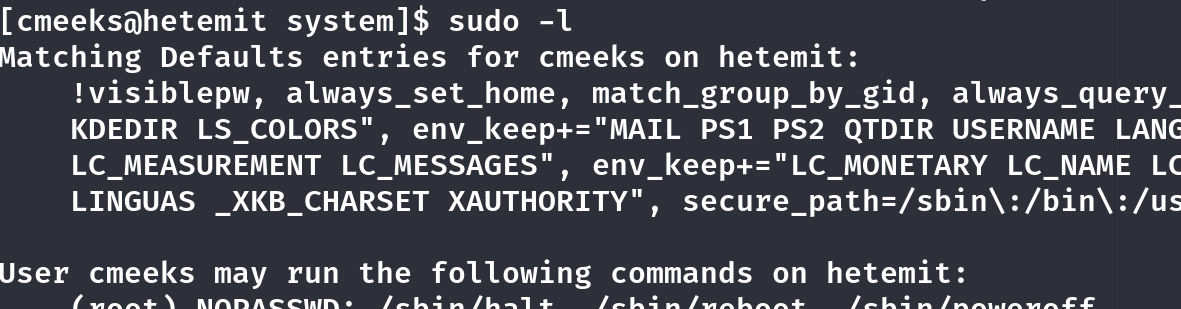 [cmeeks@hetemit system]$ sudo -l
Matching Defaults entries for cmeeks on hetemit:
!visiblepw, always_set_home, match_group_by_gid, always_query_
KDEDIR LS_COLORS", env_keep+="MAIL PS1 PS2 QTDIR USERNAME LANG
LC_MEASUREMENT LC_MESSAGES", env_keep+="LC_MONETARY LC_NAME LC
LINGUAS _XKB_CHARSET XAUTHORITY", secure_path=/sbin\:/bin\:/us
User cmeeks may run the following commands on hetemit:
(root) NOPASSWD: /sbin/halt, /sbin/reboot, /sbin/poweroff